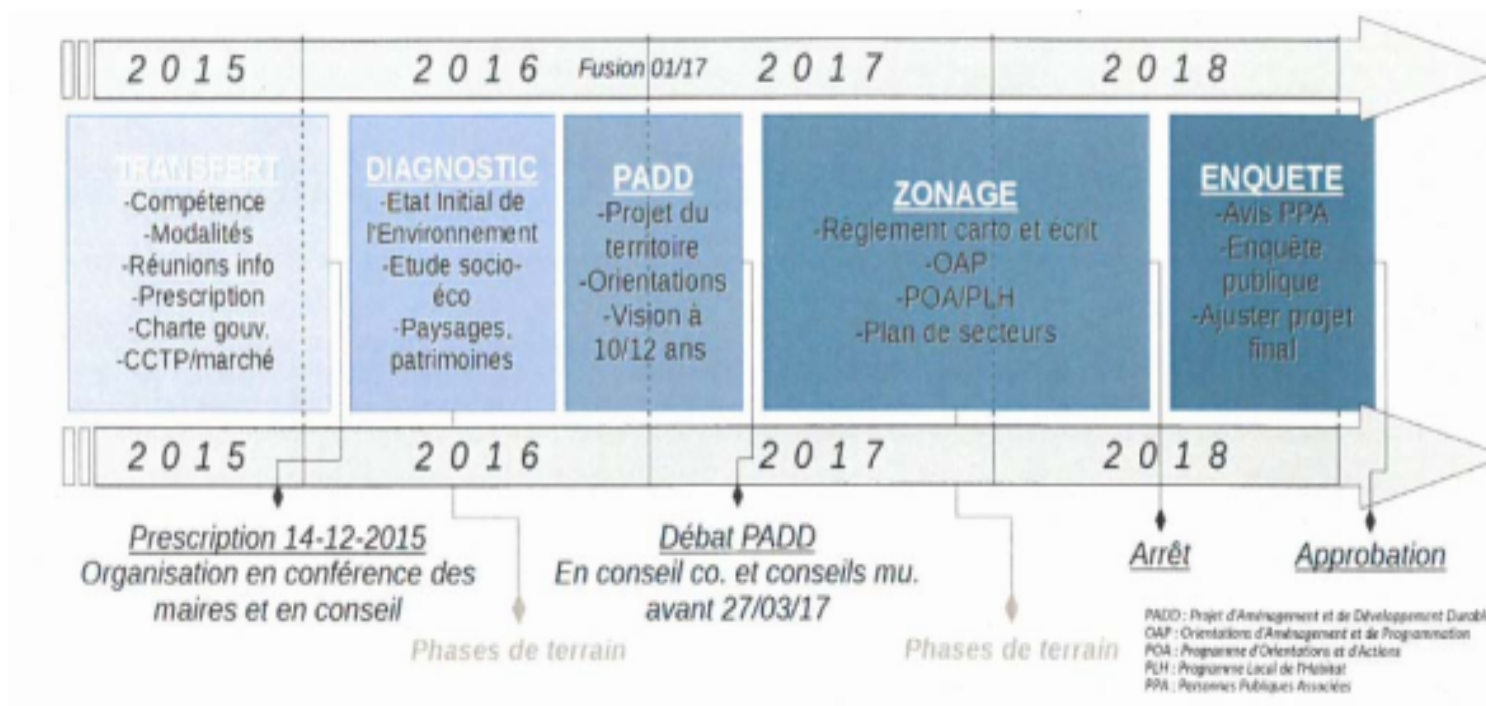 2015 2016 Fusion 01/17 2017 2018
TRANSFERT
-Compétence
-Modalités
-Réunions info
-Prescription
-Charte gouv.
-CCTP/marché
DIAGNOSTIC
-Etat Initial de
l'Environnement
-Etude socio-
éco
-Paysages,
patrimoines
PADD
-Projet du
territoire
-Orientations
-Vision à
10/12 ans
ZONAGE
-Règlement carto et écrit
-OAP
-POA/PLH
-Plan de secteurs
ENQUETE
-Avis PPA
-Enquête
publique
-Ajuster projet
final
2015 2016 2017 2018
Prescription 14-12-2015
Organisation en conférence des
maires et en conseil
Phases de terrain
Débat PADD
En conseil co. et conseils mu.
avant 27/03/17
Phases de terrain
Arrêt
Approbation
PADD : Projet d'Aménagement et de Développement Durable
OAP : Orientations d'Aménagement et de Programmation
POA : Programme d'Orientations et d'Actions
PLH : Programme Local de l'Habitat
PPA : Personnes Publiques Associées